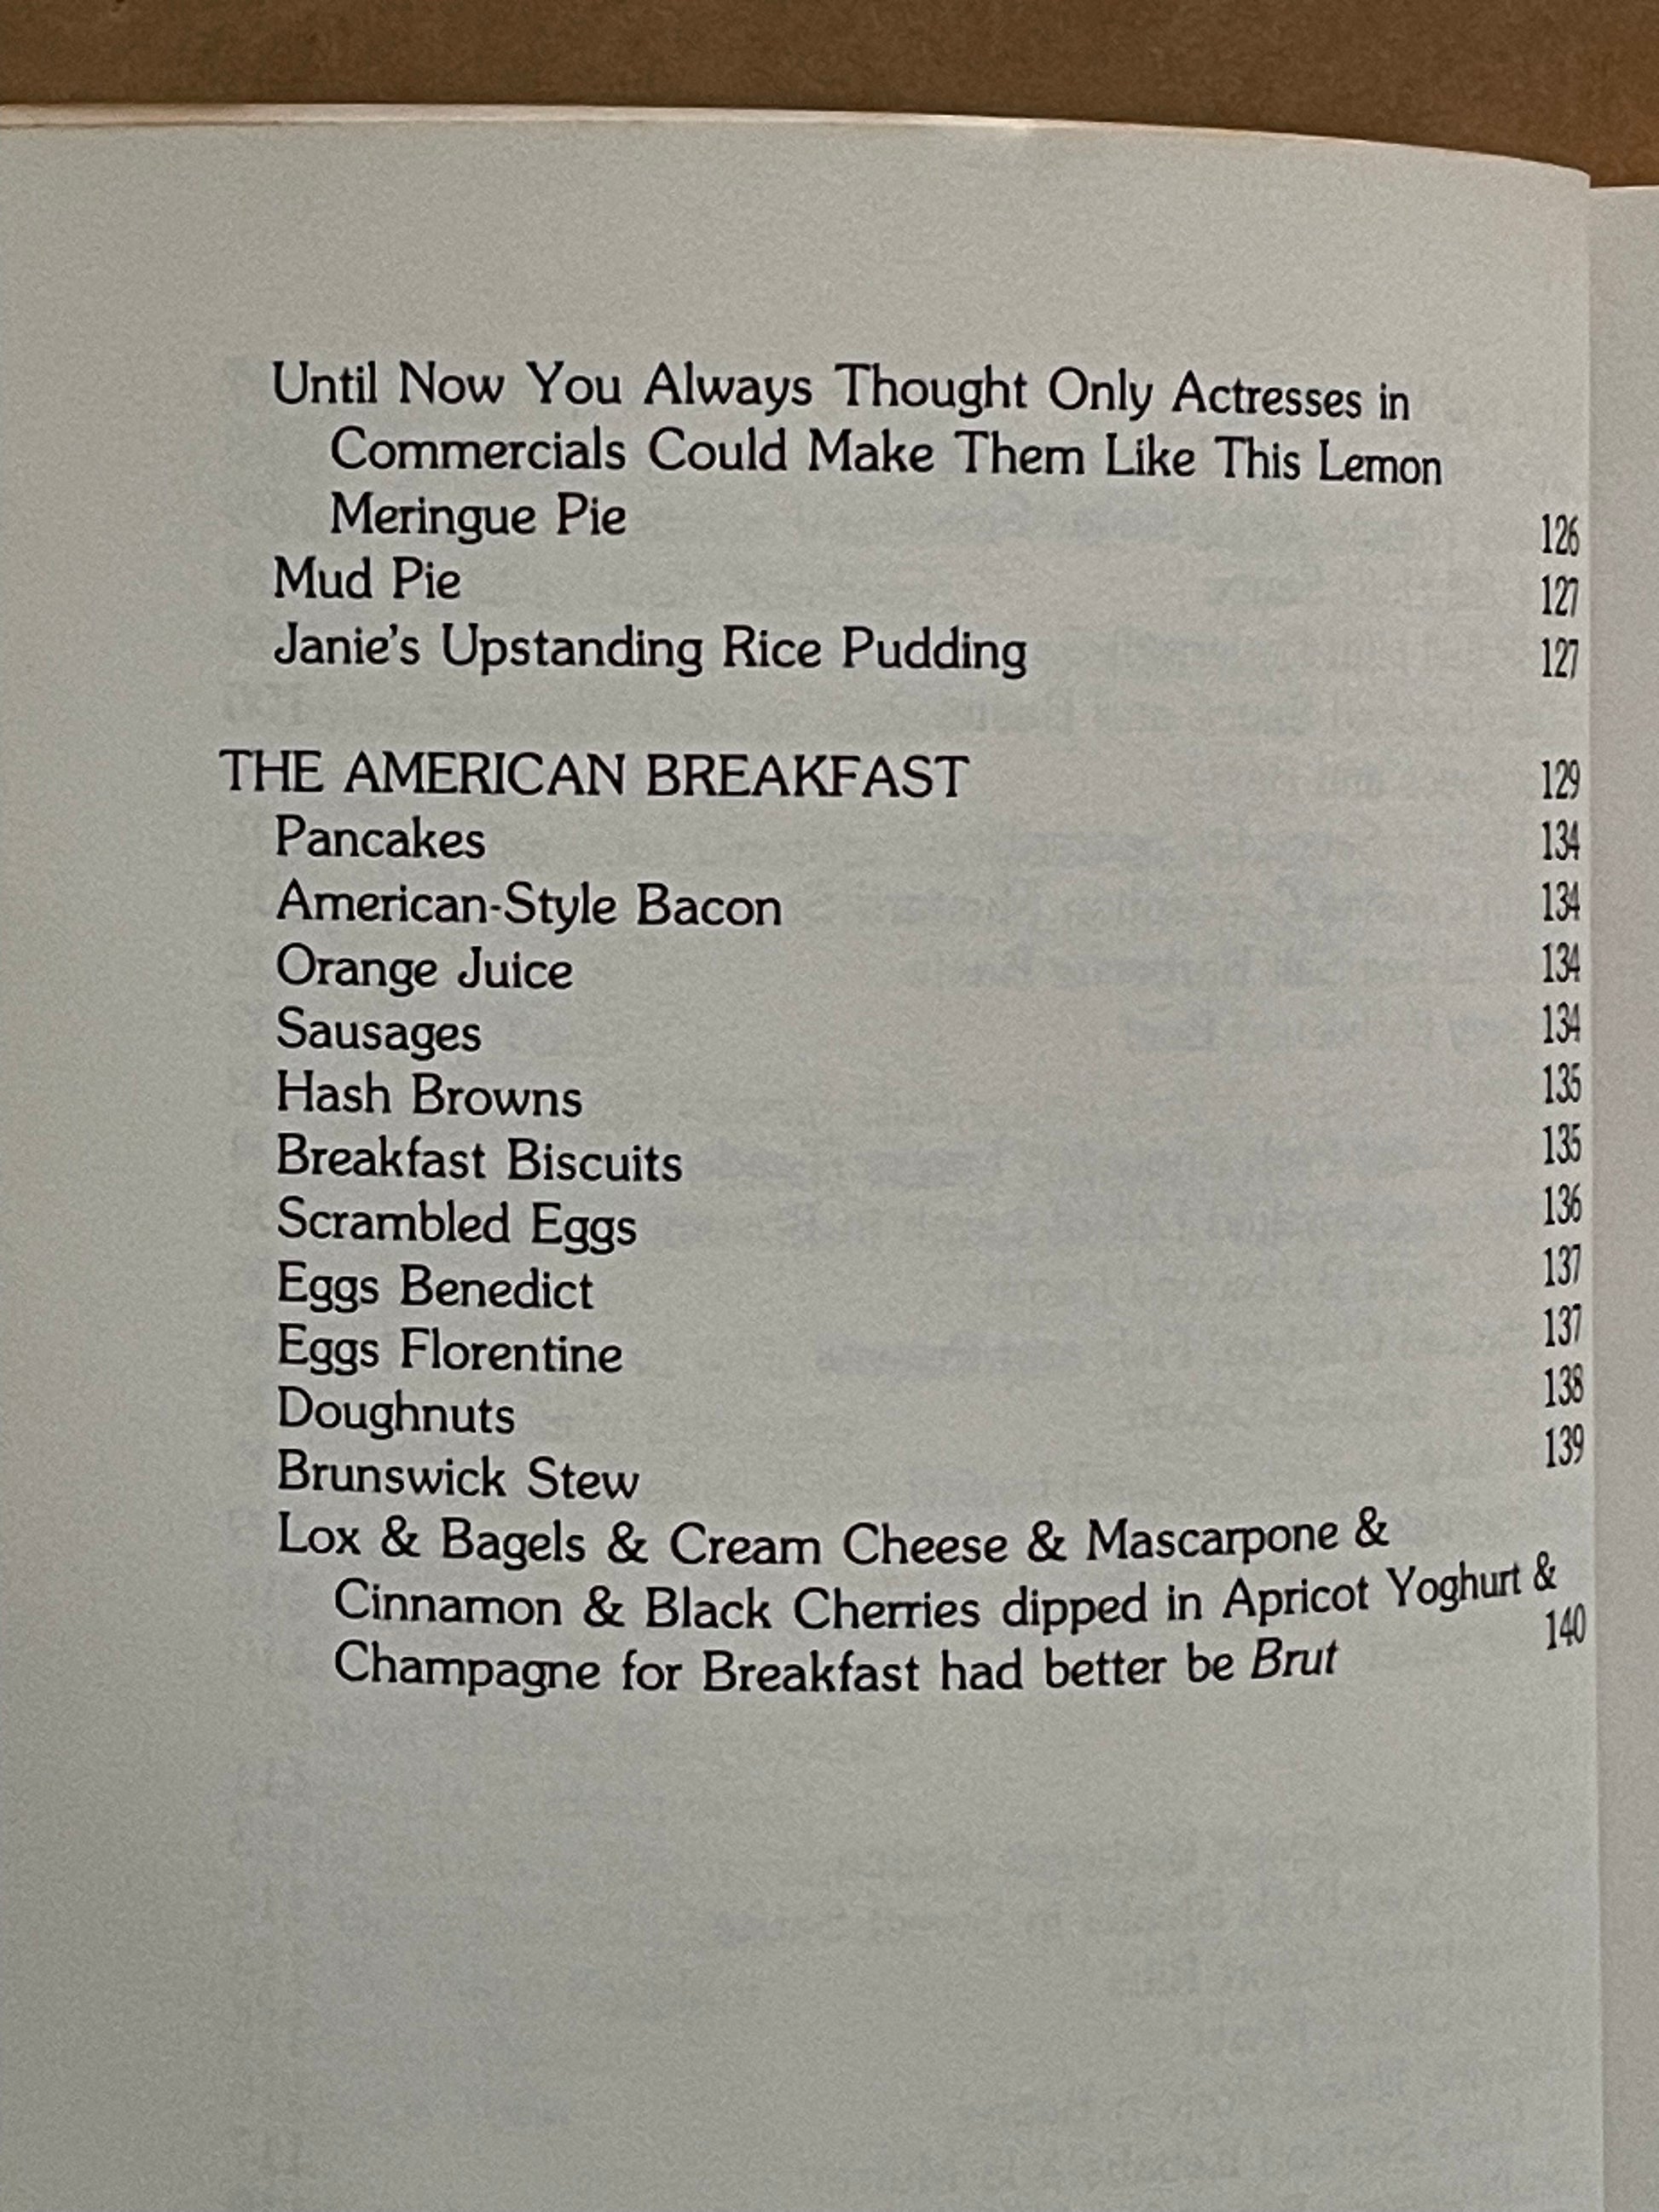 Until Now You Always Thought Only Actresses in
Commercials Could Make Them Like This Lemon
Meringue Pie 126
Mud Pie 127
Janie's Upstanding Rice Pudding 127
THE AMERICAN BREAKFAST 129
Pancakes 134
American-Style Bacon 134
Orange Juice 134
Sausages 134
Hash Browns 135
Breakfast Biscuits 135
Scrambled Eggs 136
Eggs Benedict 137
Eggs Florentine 137
Doughnuts 138
Brunswick Stew 139
Lox & Bagels & Cream Cheese & Mascarpone &
Cinnamon & Black Cherries dipped in Apricot Yoghurt &
Champagne for Breakfast had better be Brut 140